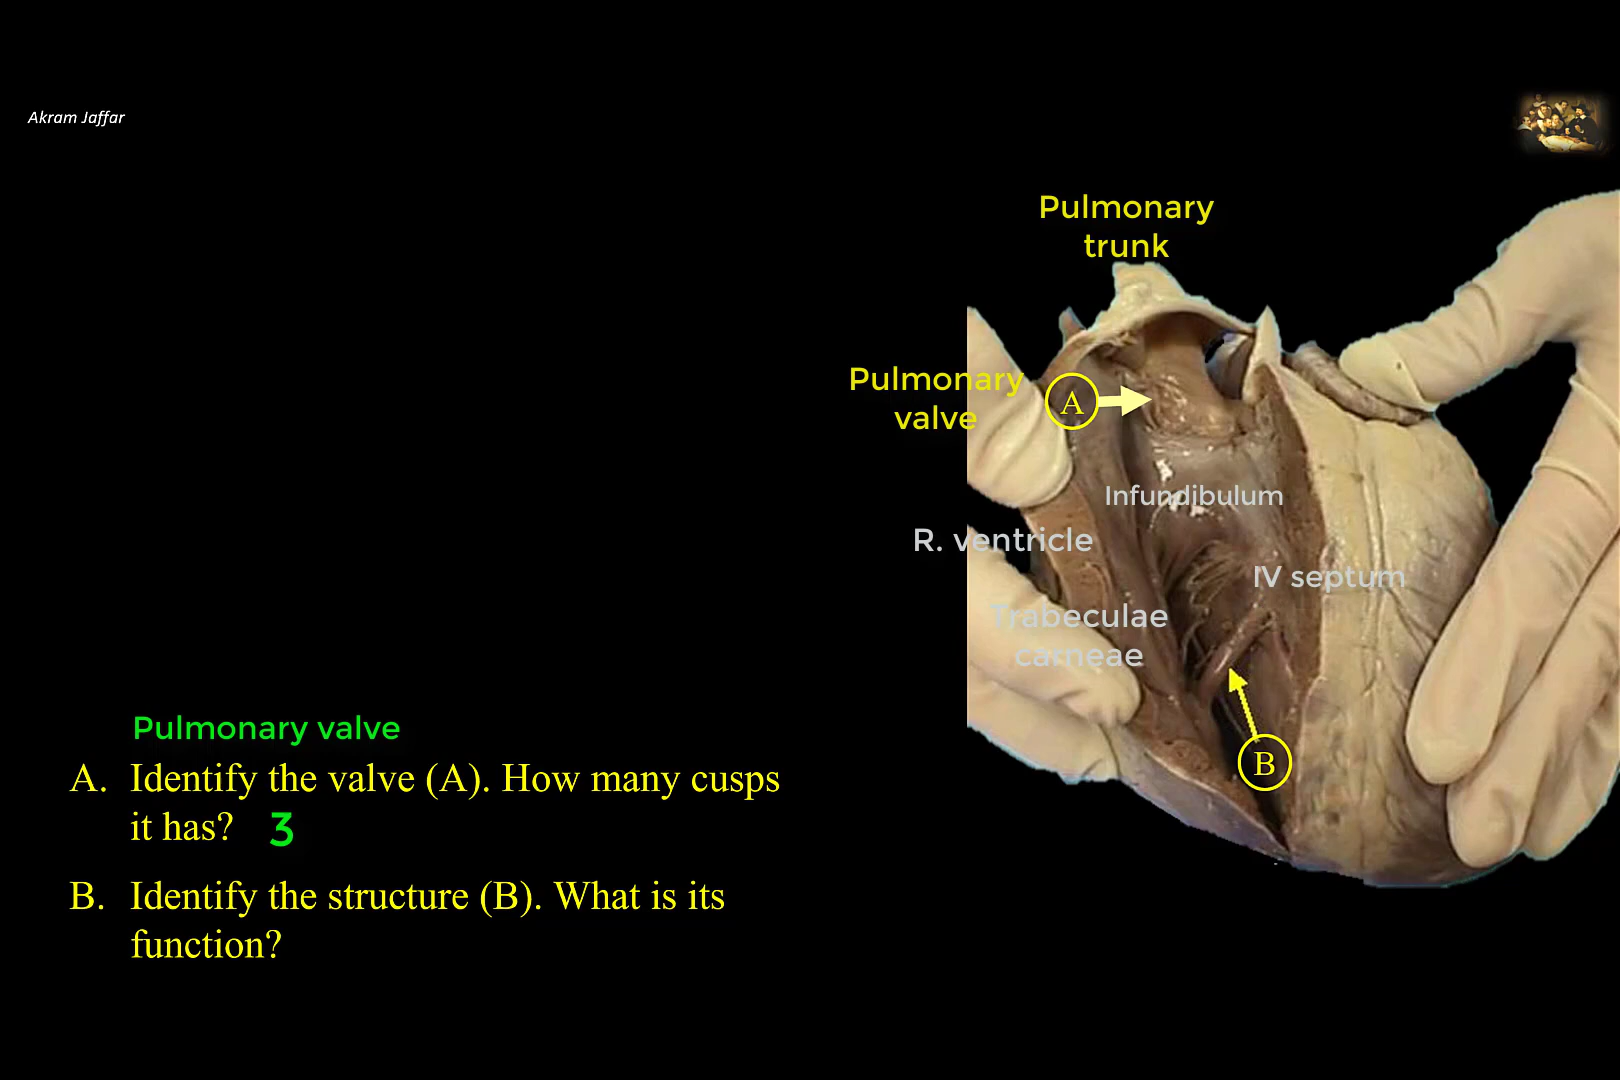 Akram Jaffar
Pulmonary
trunk
Pulmonary
valve
A
Infundibulum
R. ventricle
IV septum
Trabeculae
carneae
B
Pulmonary valve
A. Identify the valve (A). How many cusps
it has? 3
B. Identify the structure (B). What is its
function?